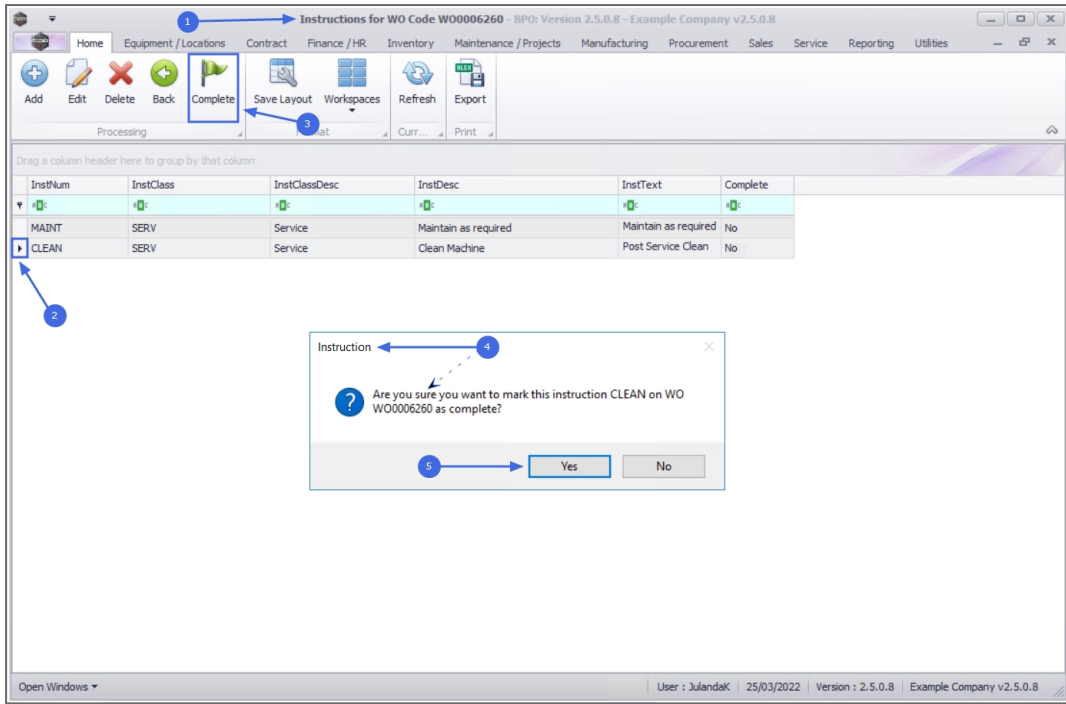 1
Instructions for WO Code WO0006260 - BPO: Version 2.5.0.8 - Example Company v2.5.0.8
Home Equipment / Locations Contract Finance / HR Inventory Maintenance / Projects Manufacturing Procurement Sales Service Reporting Utilities
Add Edit Delete Back Complete Save Layout Workspaces Refresh Export
3
Processing Curr... Print
Drag a column header here to group by that column
InstNum InstClass InstClassDesc InstDesc InstText Complete
MAINT SERV Service Maintain as required Maintain as required No
CLEAN SERV Service Clean Machine Post Service Clean No
2
Instruction 4
Are you sure you want to mark this instruction CLEAN on WO
WO0006260 as complete?
5 Yes No
Open Windows User : JulandaK 25/03/2022 Version : 2.5.0.8 Example Company v2.5.0.8